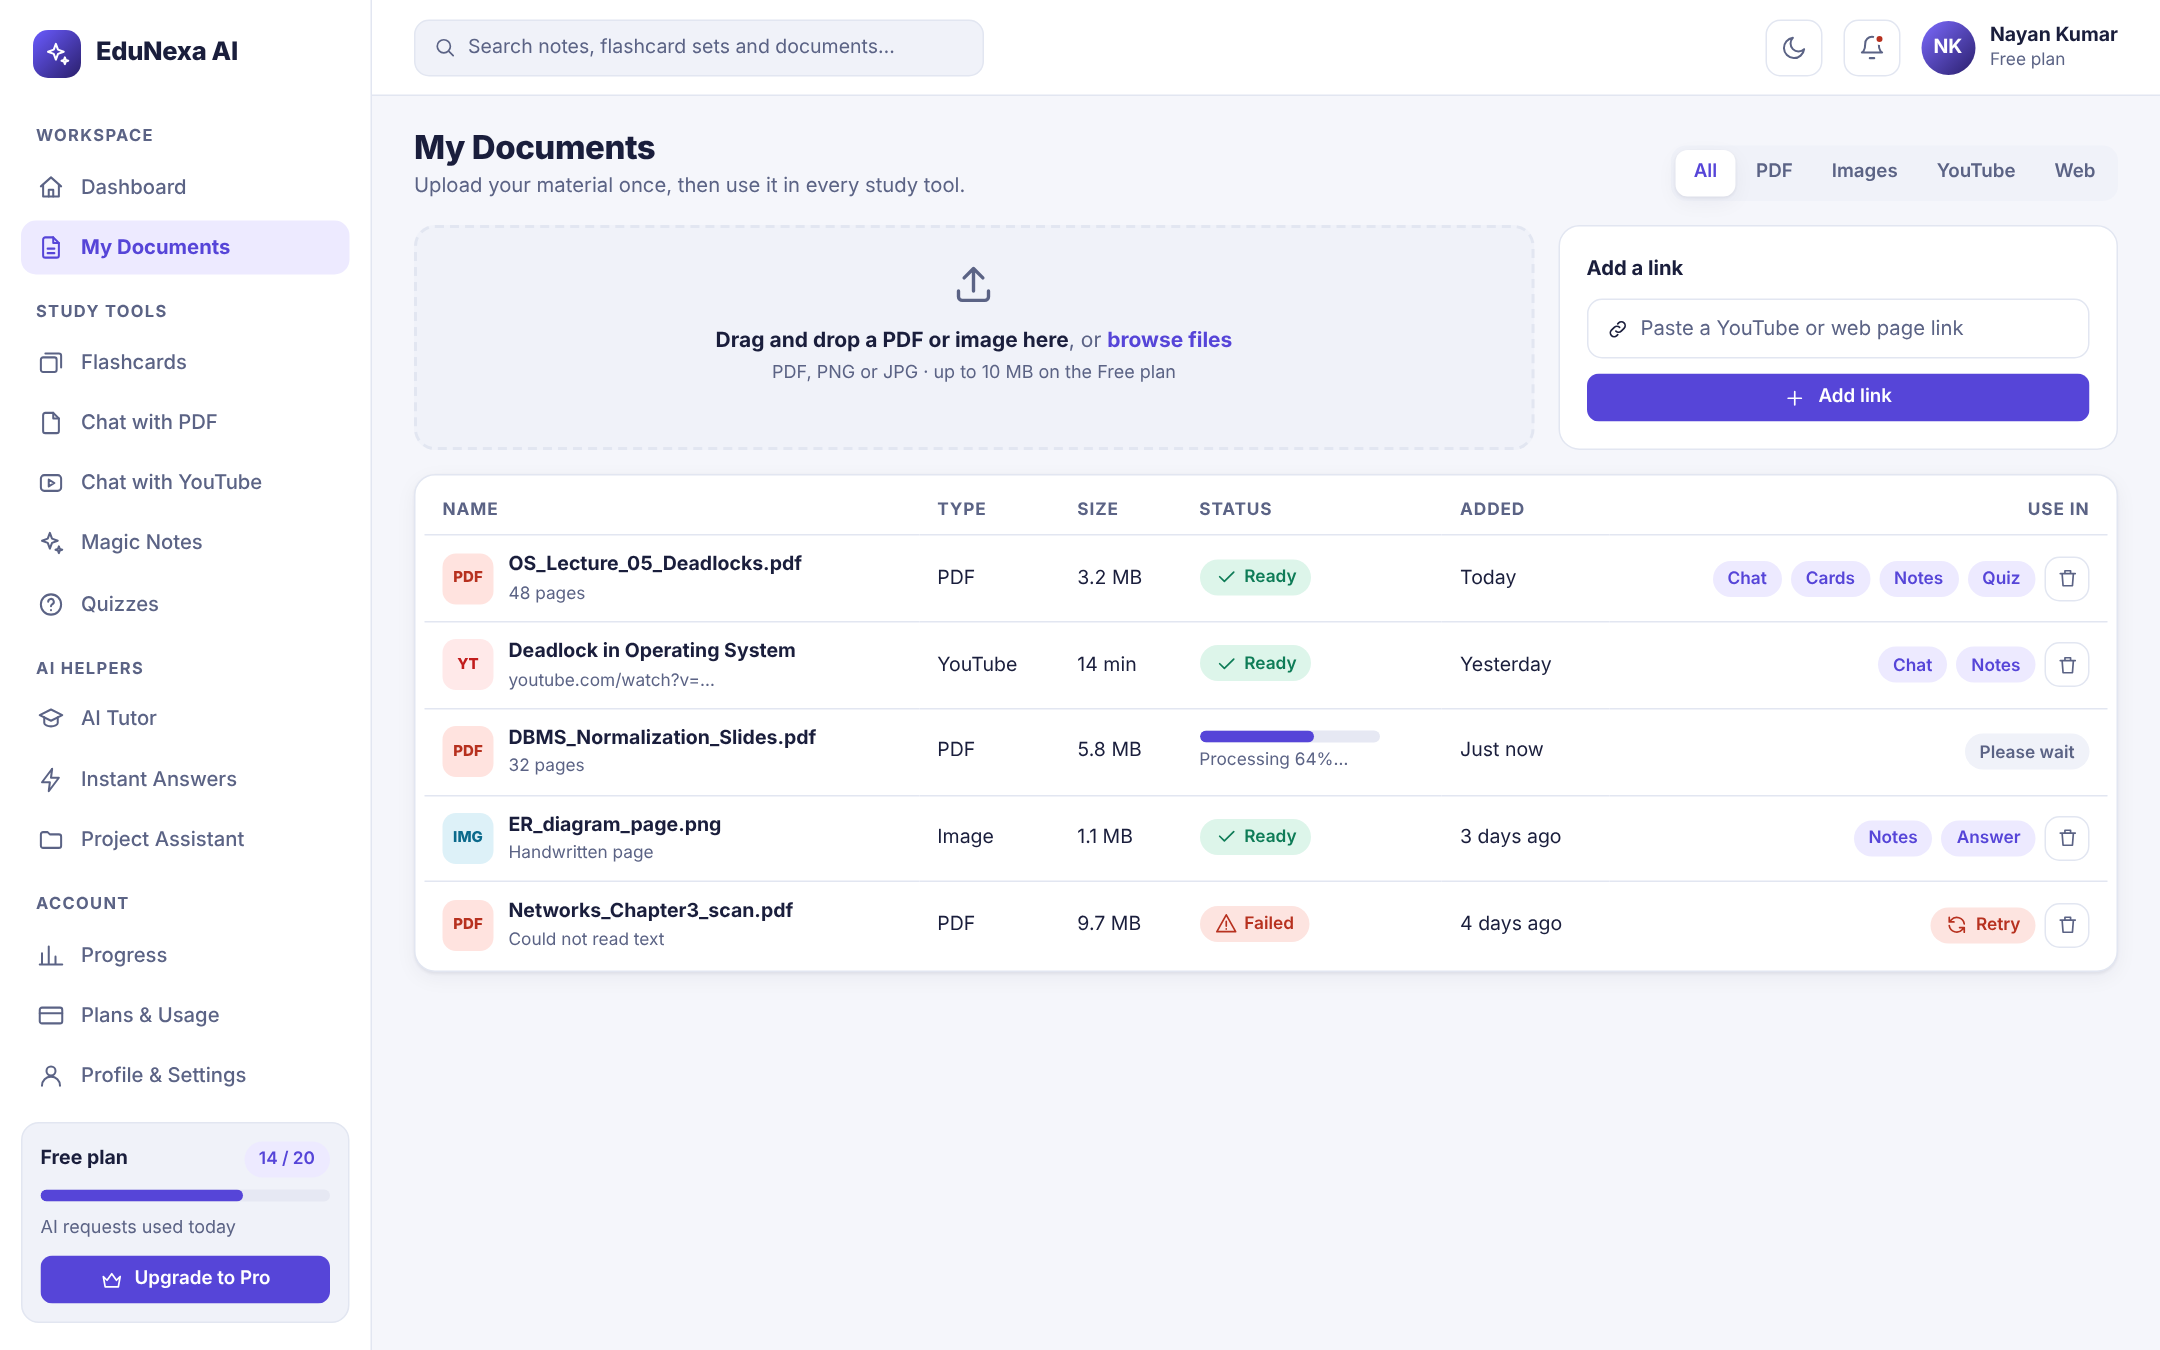 EduNexa AI
WORKSPACE
Dashboard
My Documents
STUDY TOOLS
Flashcards
Chat with PDF
Chat with YouTube
Magic Notes
Quizzes
AI HELPERS
AI Tutor
Instant Answers
Project Assistant
ACCOUNT
Progress
Plans & Usage
Profile & Settings
Free plan 14 / 20
AI requests used today
Upgrade to Pro
Search notes, flashcard sets and documents...
NK
Nayan Kumar
Free plan
My Documents
Upload your material once, then use it in every study tool.
All PDF Images YouTube Web
Drag and drop a PDF or image here, or browse files
PDF, PNG or JPG · up to 10 MB on the Free plan
Add a link
Paste a YouTube or web page link
Add link
NAME TYPE SIZE STATUS ADDED USE IN
PDF OS_Lecture_05_Deadlocks.pdf PDF 3.2 MB Ready Today Chat Cards Notes Quiz
48 pages
YT Deadlock in Operating System YouTube 14 min Ready Yesterday Chat Notes
youtube.com/watch?v=...
PDF DBMS_Normalization_Slides.pdf PDF 5.8 MB Processing 64%... Just now Please wait
32 pages
IMG ER_diagram_page.png Image 1.1 MB Ready 3 days ago Notes Answer
Handwritten page
PDF Networks_Chapter3_scan.pdf PDF 9.7 MB Failed 4 days ago Retry
Could not read text